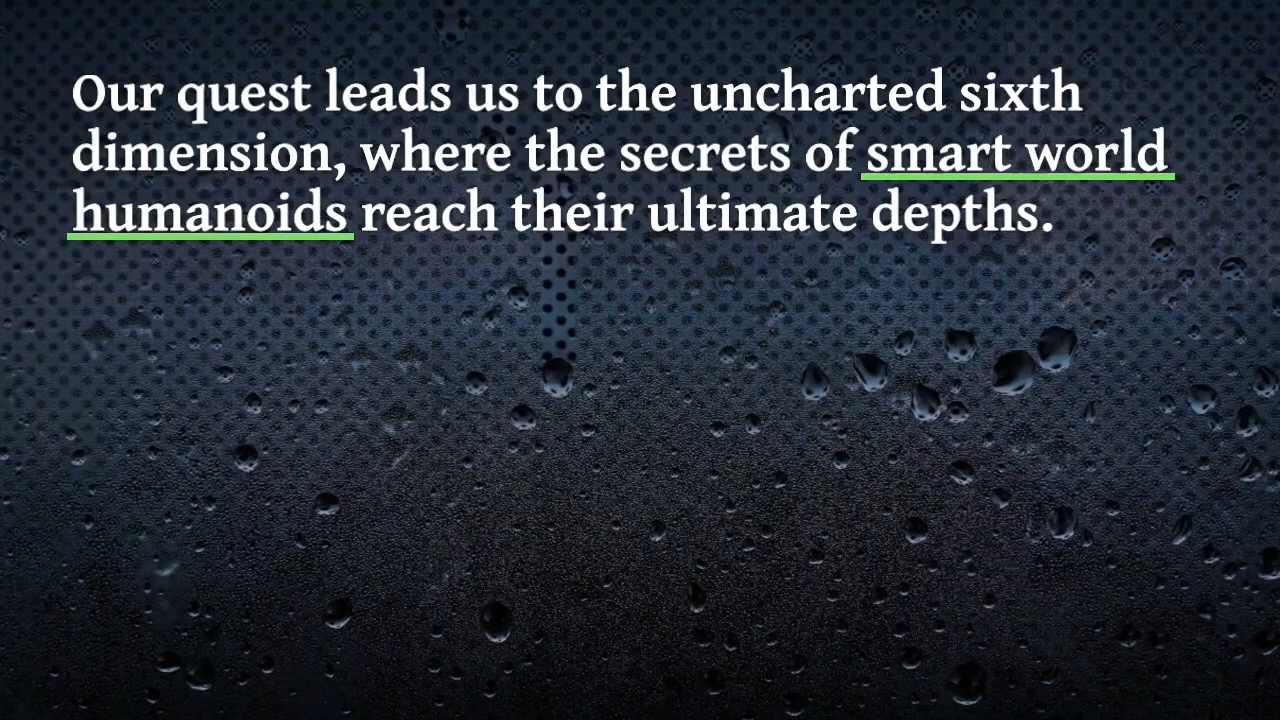 Our quest leads us to the uncharted sixth
dimension, where the secrets of smart world
humanoids reach their ultimate depths.